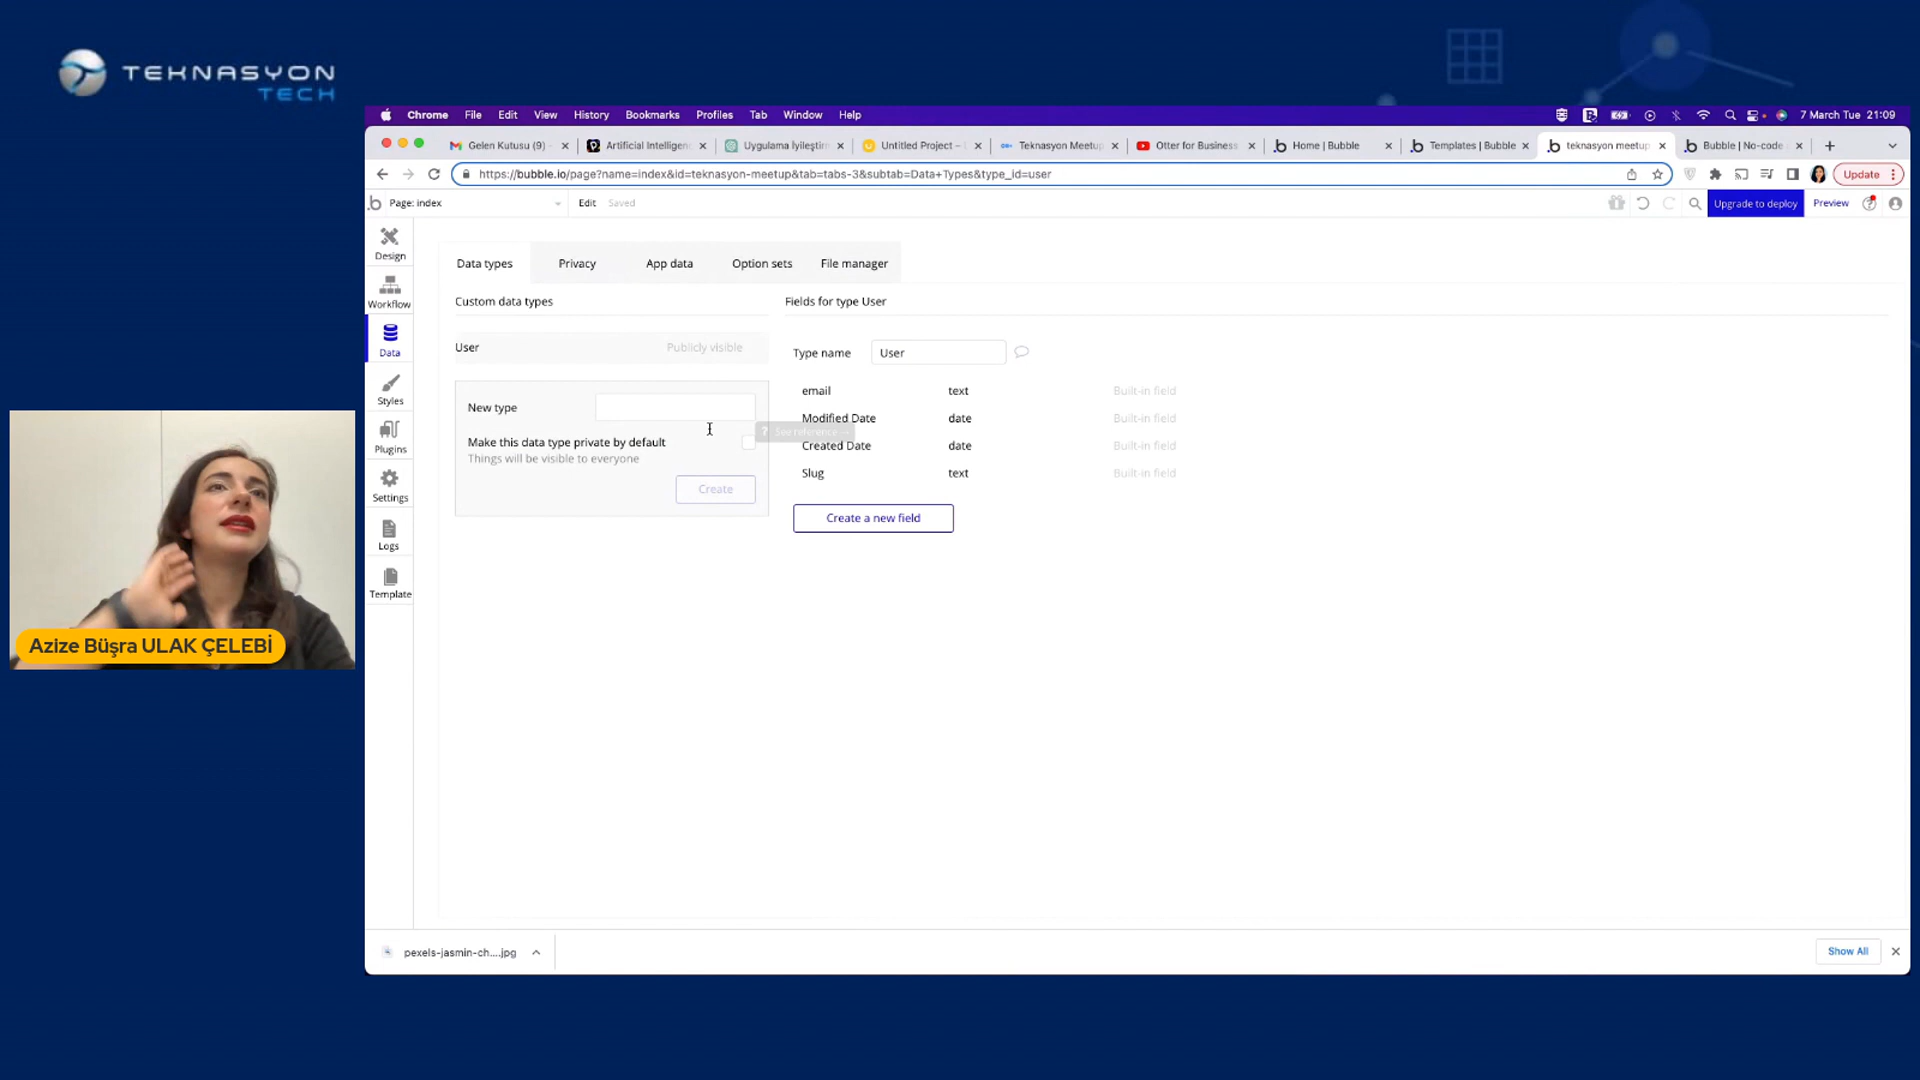 TEKNASYON
TECH
Chrome File Edit View History Bookmarks Profiles Tab Window Help
7 March Tue 21:09
Gelen Kutusu (9) –
Artificial Intelligenc
Uygulama İyileştirm
Untitled Project –
Teknasyon Meetup
Otter for Business
Home | Bubble
Templates | Bubble
teknasyon meetup
Bubble | No-code
https://bubble.io/page?name=index&id=teknasyon-meetup&tab=tabs-3&subtab=Data+Types&type_id=user
Update
Page: index
Edit
Saved
Upgrade to deploy
Preview
Design
Workflow
Data
Styles
Plugins
Settings
Logs
Template
Data types
Privacy
App data
Option sets
File manager
Custom data types
User
Publicly visible
New type
Make this data type private by default
Things will be visible to everyone
Create
? See reference →
Fields for type User
Type name
User
email text Built-in field
Modified Date date Built-in field
Created Date date Built-in field
Slug text Built-in field
Create a new field
Azize Büşra ULAK ÇELEBİ
pexels-jasmin-ch....jpg
Show All